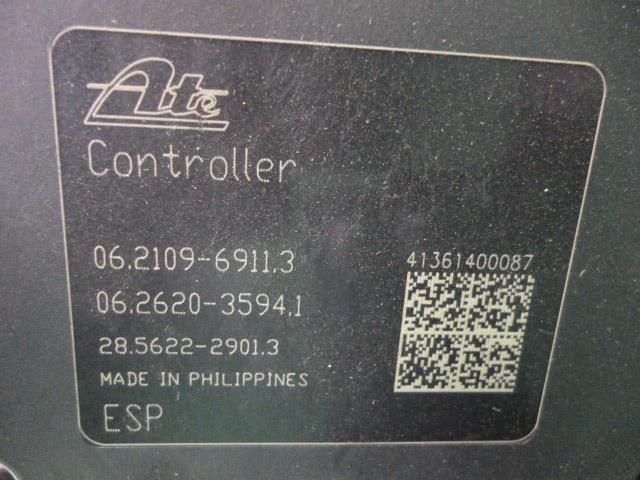 Ate
Controller
06.2109-6911.3
41361400087
06.2620-3594.1
28.5622-2901.3
MADE IN PHILIPPINES
ESP